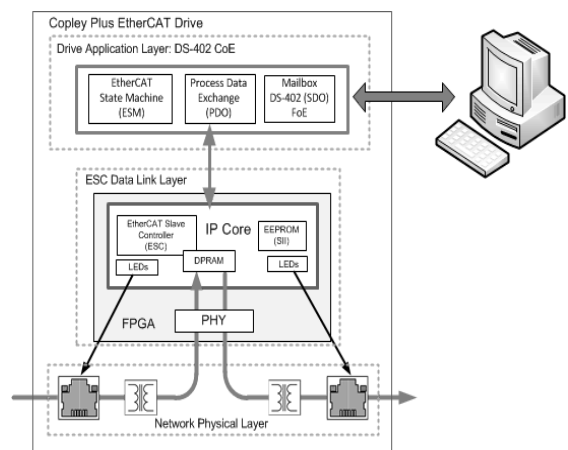 Copley Plus EtherCAT Drive
Drive Application Layer: DS-402 CoE
EtherCAT
State Machine
(ESM)
Process Data
Exchange
(PDO)
Mailbox
DS-402 (SDO)
FoE
ESC Data Link Layer
EtherCAT Slave
Controller
(ESC)
IP Core
EEPROM
(SII)
LEDs
DPRAM
LEDs
FPGA
PHY
Network Physical Layer